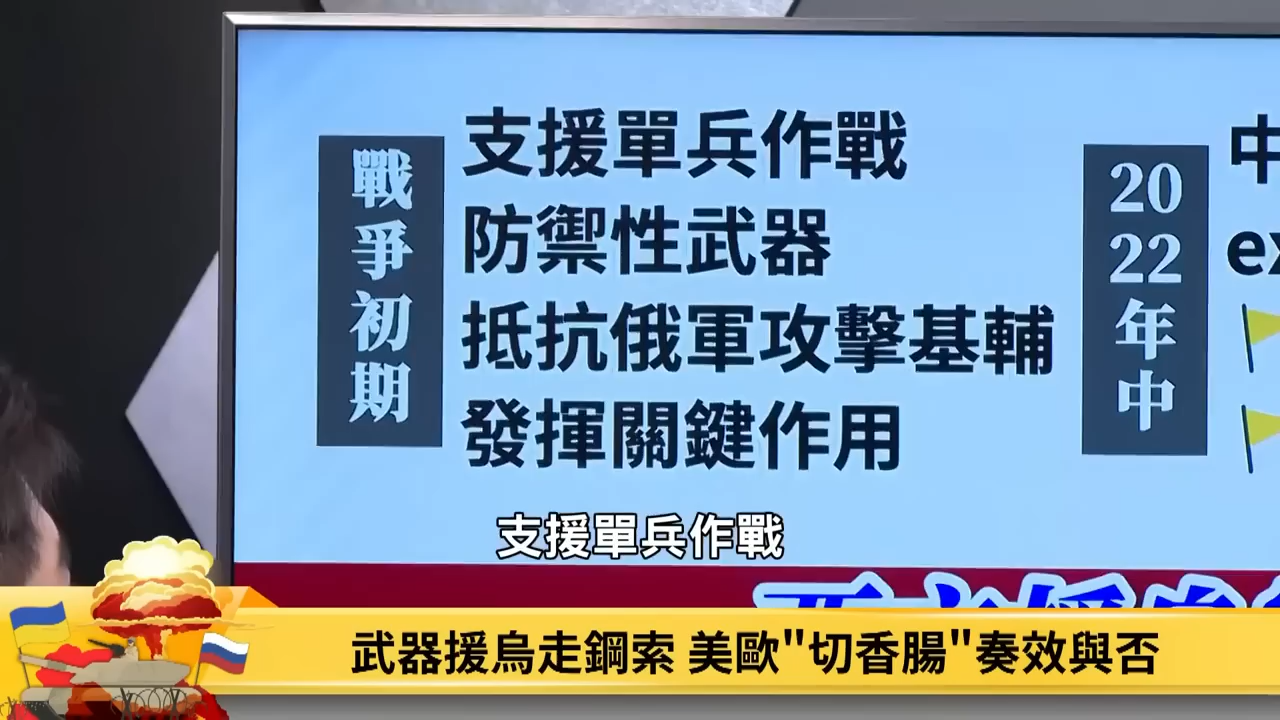 戰爭初期
支援單兵作戰
防禦性武器
抵抗俄軍攻擊基輔
發揮關鍵作用
2022年中
中
ex
支援單兵作戰
武器援烏走鋼索 美歐"切香腸"奏效與否